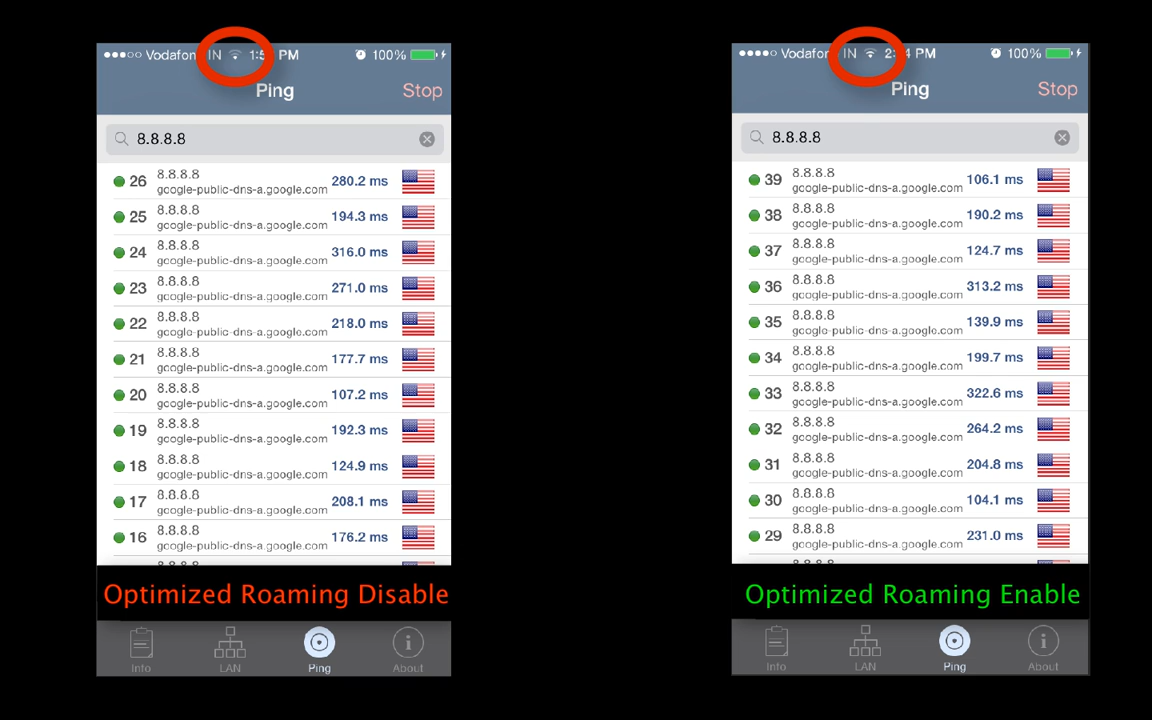 Vodafon IN 1:5 PM 100%
Ping Stop
8.8.8.8
26 8.8.8.8 280.2 ms
google-public-dns-a.google.com
25 8.8.8.8 194.3 ms
google-public-dns-a.google.com
24 8.8.8.8 316.0 ms
google-public-dns-a.google.com
23 8.8.8.8 271.0 ms
google-public-dns-a.google.com
22 8.8.8.8 218.0 ms
google-public-dns-a.google.com
21 8.8.8.8 177.7 ms
google-public-dns-a.google.com
20 8.8.8.8 107.2 ms
google-public-dns-a.google.com
19 8.8.8.8 192.3 ms
google-public-dns-a.google.com
18 8.8.8.8 124.9 ms
google-public-dns-a.google.com
17 8.8.8.8 208.1 ms
google-public-dns-a.google.com
16 8.8.8.8 176.2 ms
google-public-dns-a.google.com
Optimized Roaming Disable
Info LAN Ping About
Vodafon IN 2: 4 PM 100%
Ping Stop
8.8.8.8
39 8.8.8.8 106.1 ms
google-public-dns-a.google.com
38 8.8.8.8 190.2 ms
google-public-dns-a.google.com
37 8.8.8.8 124.7 ms
google-public-dns-a.google.com
36 8.8.8.8 313.2 ms
google-public-dns-a.google.com
35 8.8.8.8 139.9 ms
google-public-dns-a.google.com
34 8.8.8.8 199.7 ms
google-public-dns-a.google.com
33 8.8.8.8 322.6 ms
google-public-dns-a.google.com
32 8.8.8.8 264.2 ms
google-public-dns-a.google.com
31 8.8.8.8 204.8 ms
google-public-dns-a.google.com
30 8.8.8.8 104.1 ms
google-public-dns-a.google.com
29 8.8.8.8 231.0 ms
google-public-dns-a.google.com
Optimized Roaming Enable
Info LAN Ping About